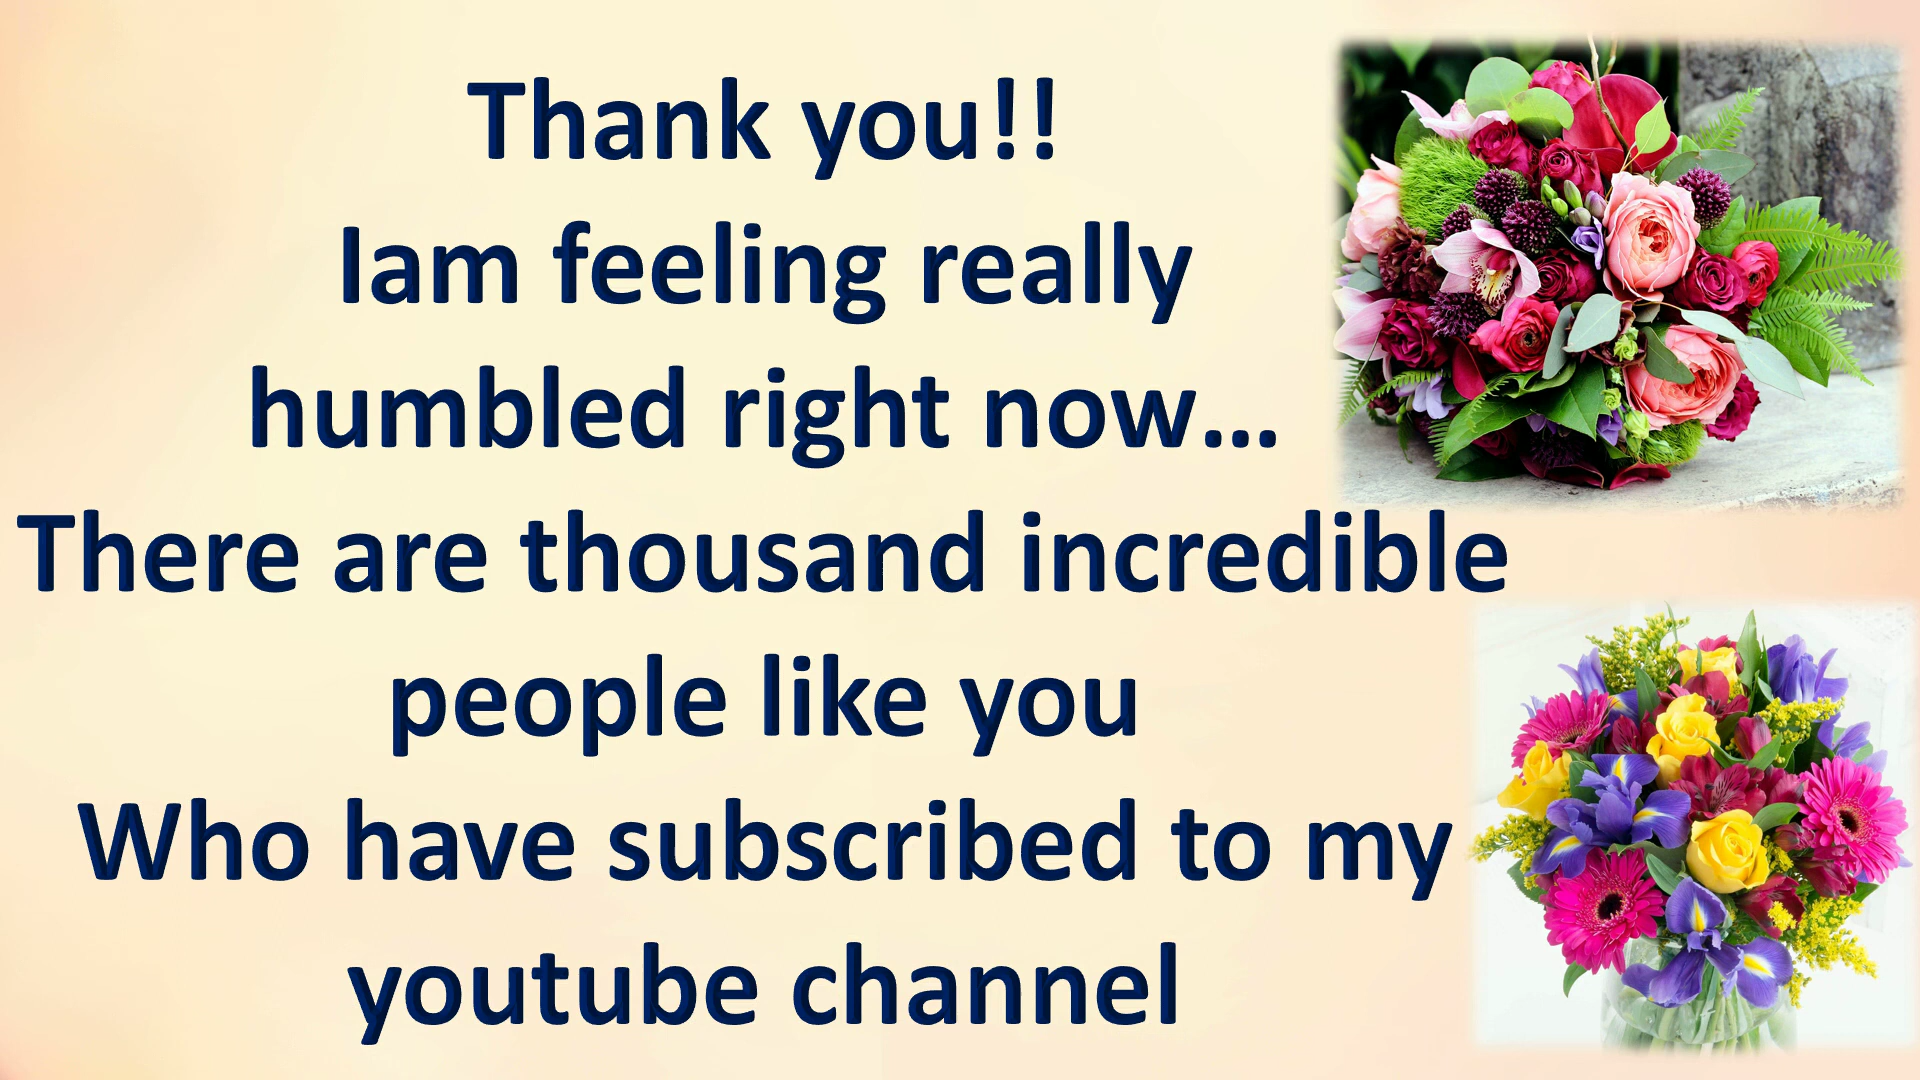 Thank you!!
Iam feeling really
humbled right now...
There are thousand incredible
people like you
Who have subscribed to my
youtube channel